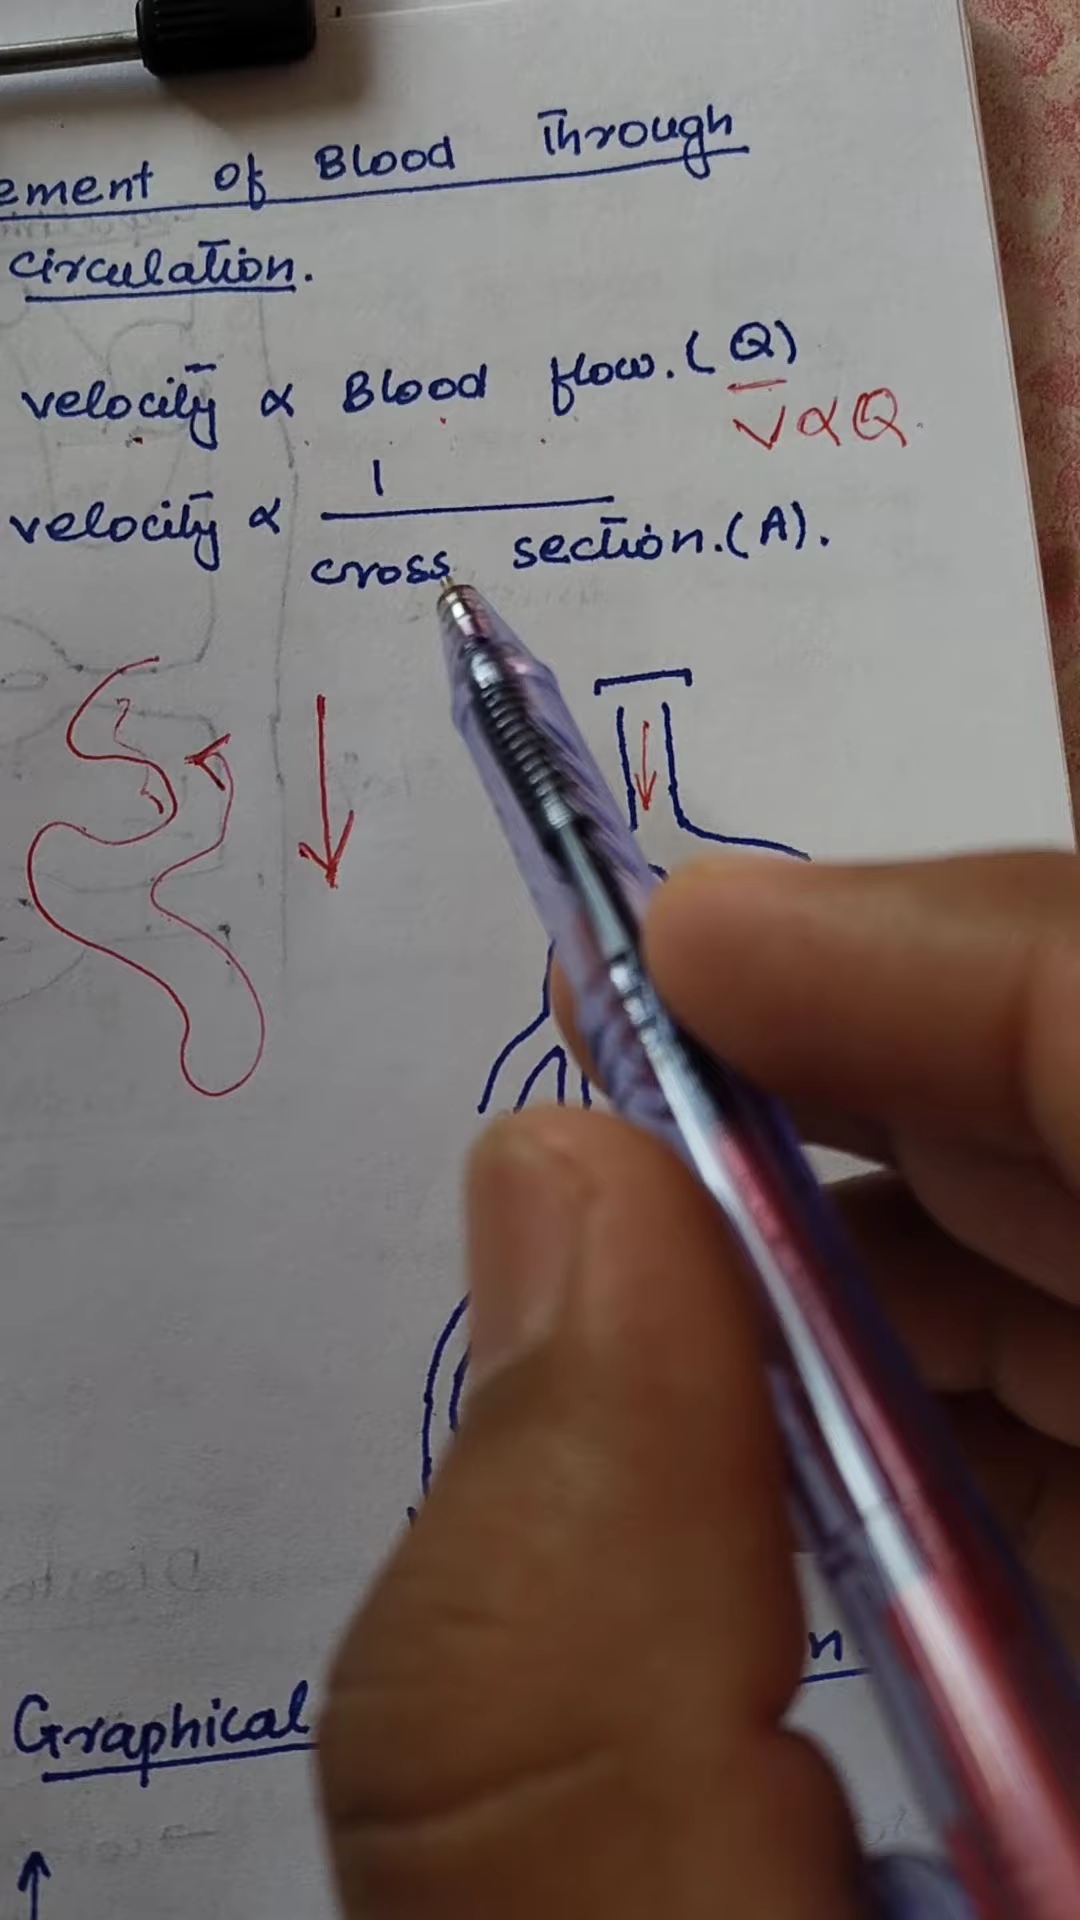 ement of Blood Through
circulation.
velocity ∝ Blood flow. (Q)
V ∝ Q.
velocity ∝ 1
cross section. (A).
n
Graphical